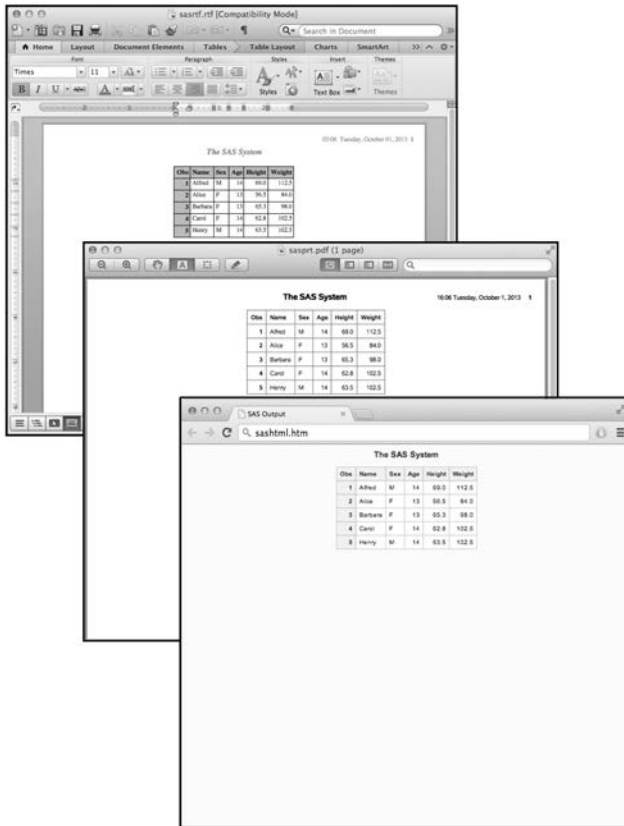 sasrtf.rtf [Compatibility Mode]
Search in Document
Home Layout Document Elements Tables Table Layout Charts SmartArt
Font Paragraph Styles Insert Themes
Times 11
B I U ABC A Styles Text Box Themes
03:06 Tuesday, October 01, 2013 1
The SAS System
Obs Name Sex Age Height Weight
1 Alfred M 14 69.0 112.5
2 Alice F 13 56.5 84.0
3 Barbara F 13 65.3 98.0
4 Carol F 14 62.8 102.5
5 Henry M 14 63.5 102.5
sasprt.pdf (1 page)
The SAS System
16:06 Tuesday, October 1, 2013 1
Obs Name Sex Age Height Weight
1 Alfred M 14 69.0 112.5
2 Alice F 13 56.5 84.0
3 Barbara F 13 65.3 98.0
4 Carol F 14 62.8 102.5
5 Henry M 14 63.5 102.5
SAS Output
sashtml.htm
The SAS System
Obs Name Sex Age Height Weight
1 Alfred M 14 69.0 112.5
2 Alice F 13 56.5 84.0
3 Barbara F 13 65.3 98.0
4 Carol F 14 62.8 102.5
5 Henry M 14 63.5 102.5